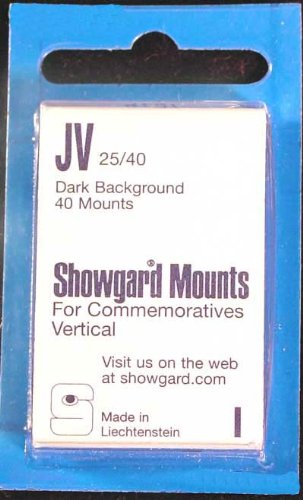 JV 25/40
Dark Background
40 Mounts
Showgard® Mounts
For Commemoratives
Vertical
Visit us on the web
at showgard.com
S
Made in
Liechtenstein